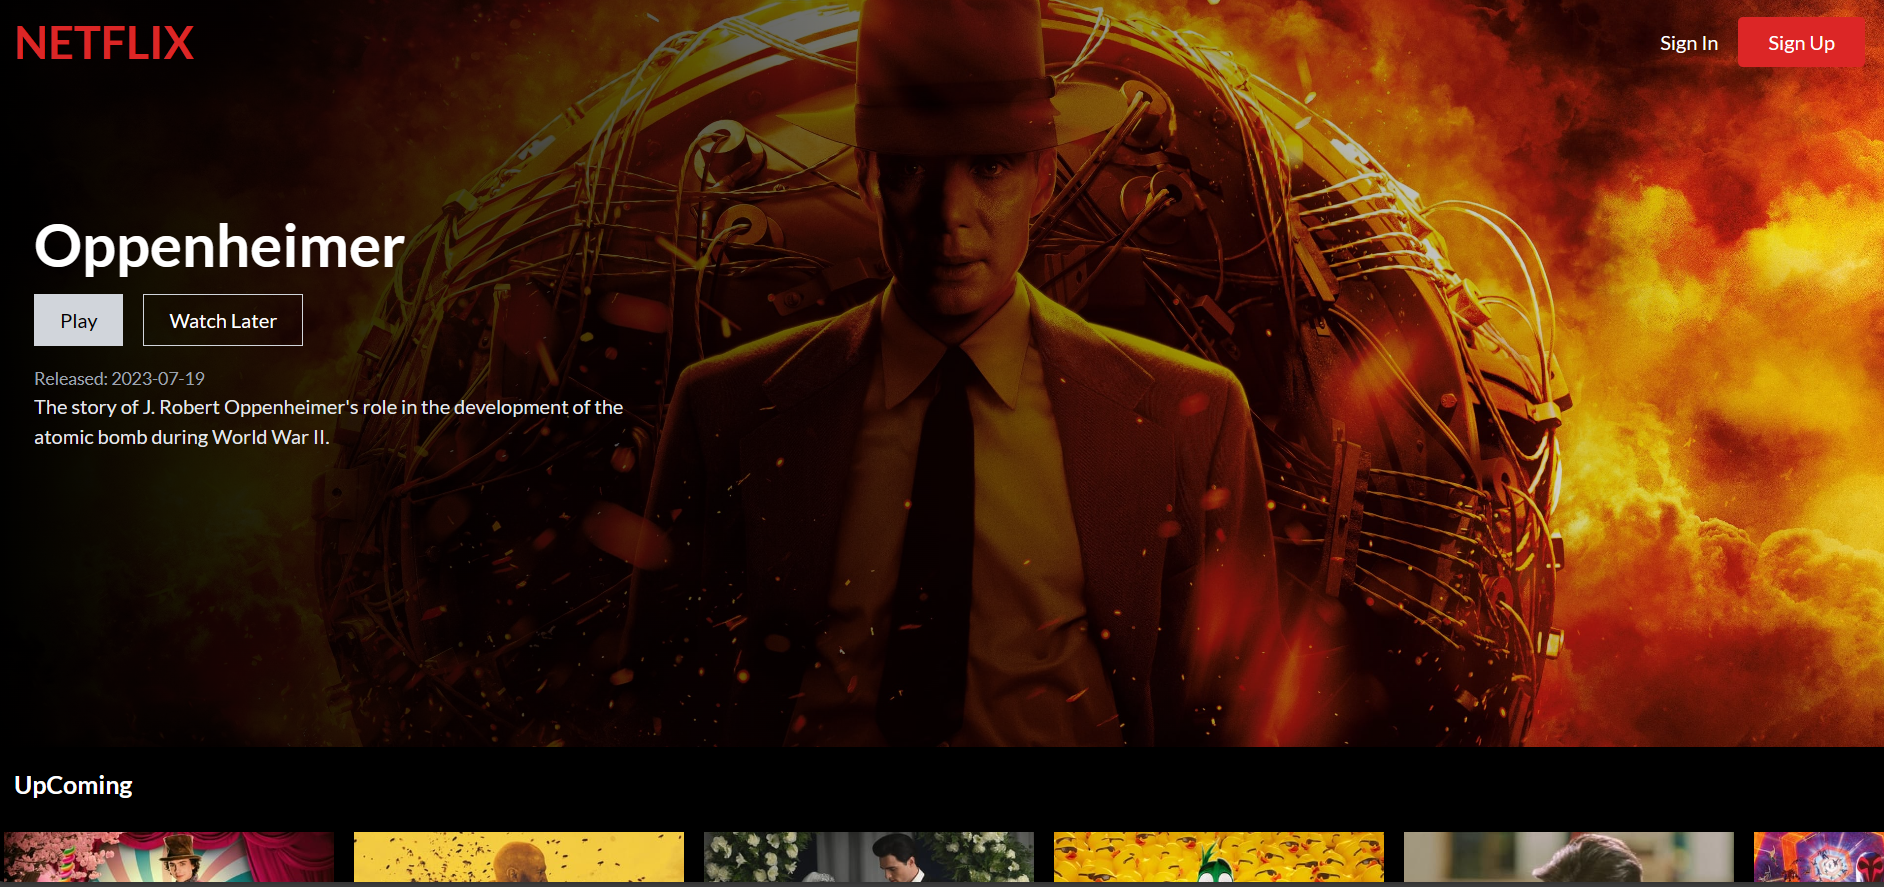 NETFLIX
Sign In
Sign Up
Oppenheimer
Play
Watch Later
Released: 2023-07-19
The story of J. Robert Oppenheimer's role in the development of the
atomic bomb during World War II.
UpComing